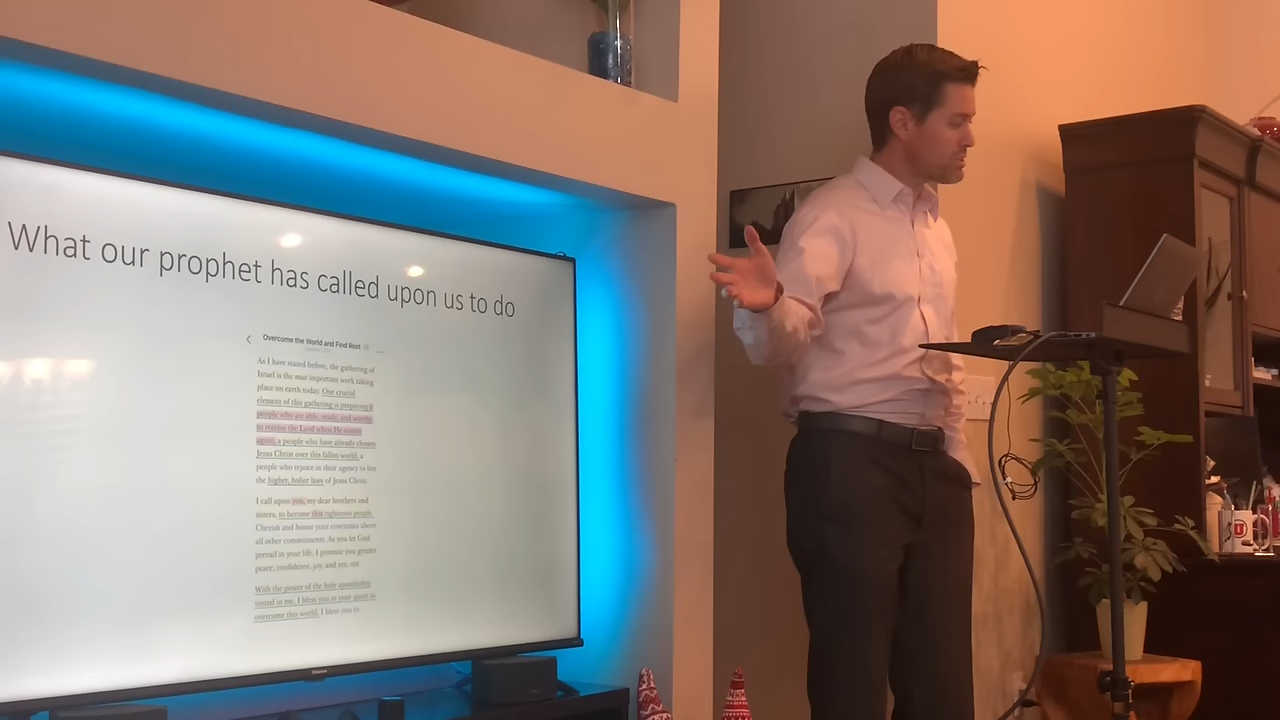 What our prophet has called upon us to do
Overcome the World and Find Rest
As I have stated before, the gathering of
Israel is the most important work taking
place on earth today. One crucial
element of this gathering is preparing a
people who are able, ready, and worthy
to receive the Lord when He comes
again, a people who have already chosen
Jesus Christ over this fallen world, a
people who rejoice in their agency to live
the higher, holier laws of Jesus Christ.
I call upon you, my dear brothers and
sisters, to become this righteous people.
Cherish and honor your covenants above
all other commitments. As you let God
prevail in your life, I promise you greater
peace, confidence, joy, and yes, rest.
With the power of the holy apostleship
vested in me, I bless you in your quest to
overcome this world. I bless you to
Hisense
U